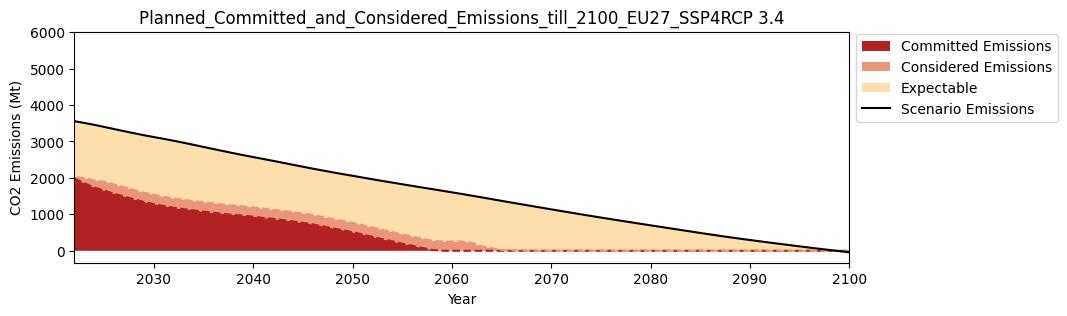 Planned_Committed_and_Considered_Emissions_till_2100_EU27_SSP4RCP 3.4
6000
5000
4000
3000
2000
1000
0
CO2 Emissions (Mt)
2030
2040
2050
2060
2070
2080
2090
2100
Year
Committed Emissions
Considered Emissions
Expectable
Scenario Emissions